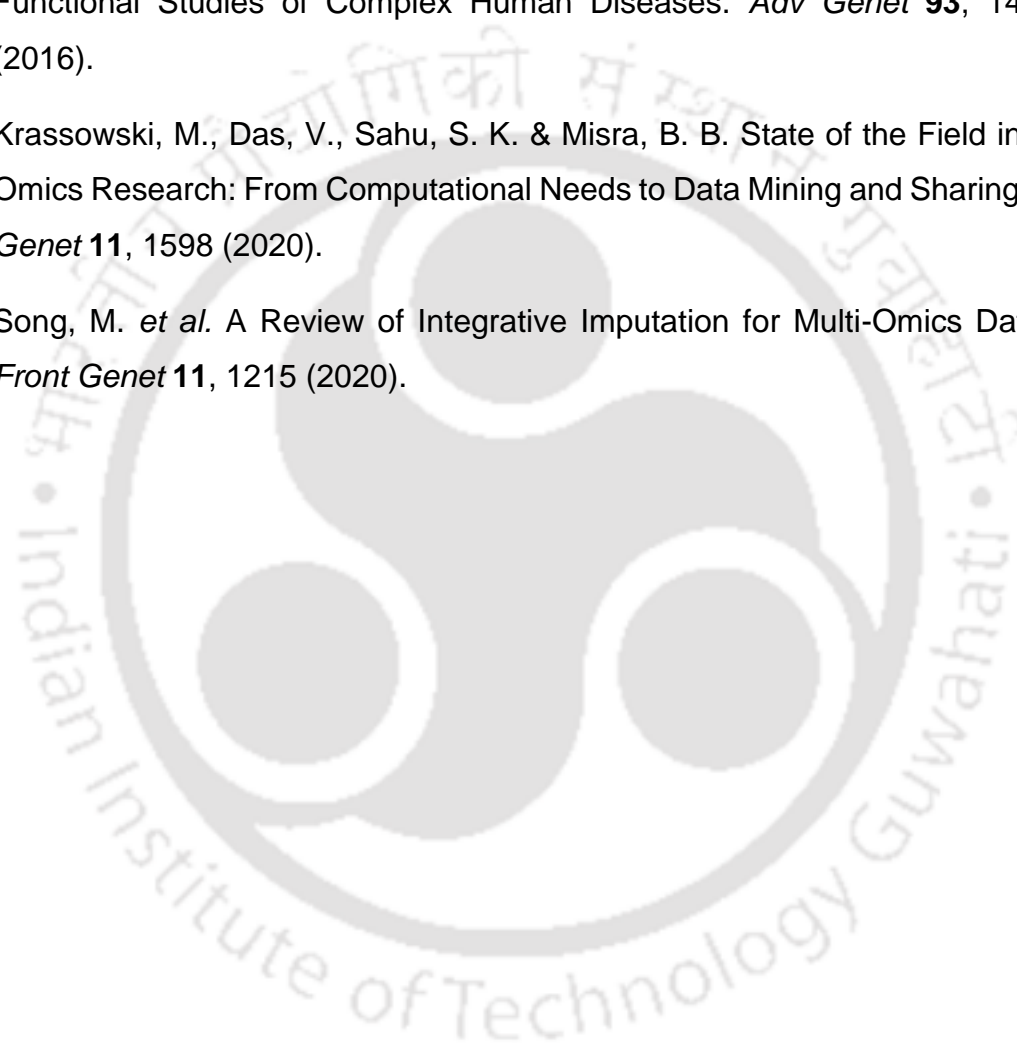 Functional Studies of Complex Human Diseases. Adv Genet 93, 14
(2016).
Krassowski, M., Das, V., Sahu, S. K. & Misra, B. B. State of the Field in
Omics Research: From Computational Needs to Data Mining and Sharing
Genet 11, 1598 (2020).
Song, M. et al. A Review of Integrative Imputation for Multi-Omics Dat
Front Genet 11, 1215 (2020).
Indian Institute of Technology Guwahati